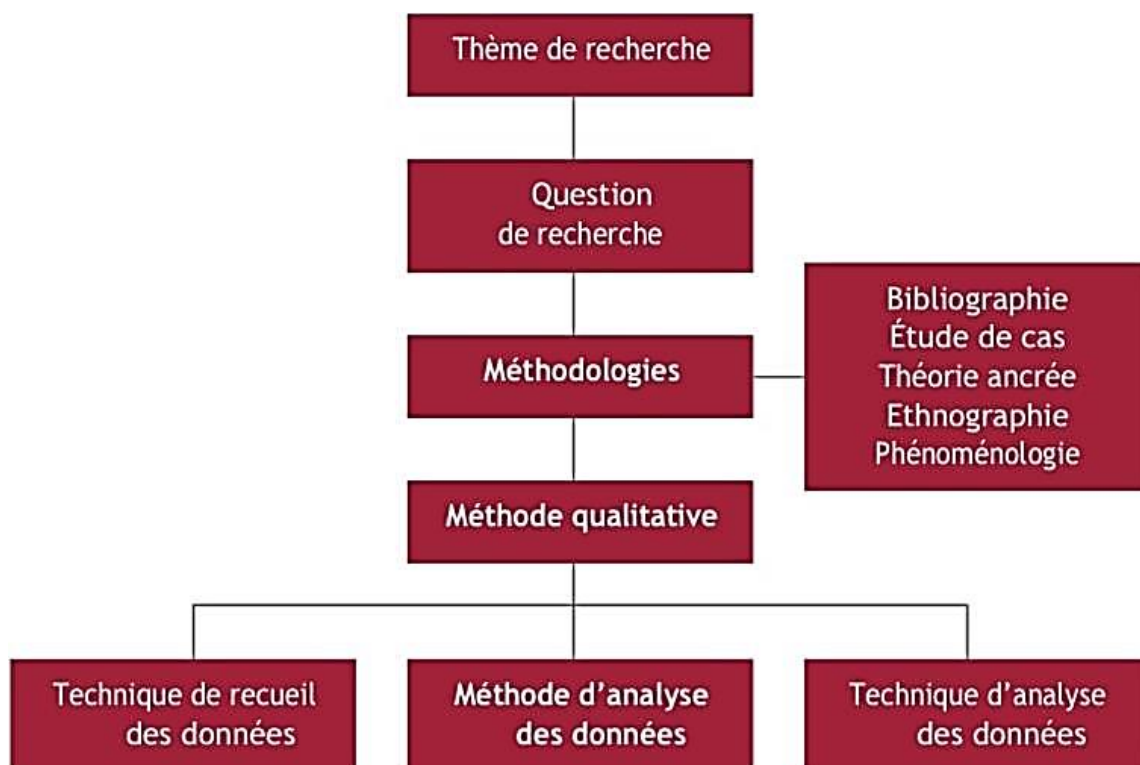 Thème de recherche
Question
de recherche
Méthodologies
Bibliographie
Étude de cas
Théorie ancrée
Ethnographie
Phénoménologie
Méthode qualitative
Technique de recueil
des données
Méthode d'analyse
des données
Technique d'analyse
des données